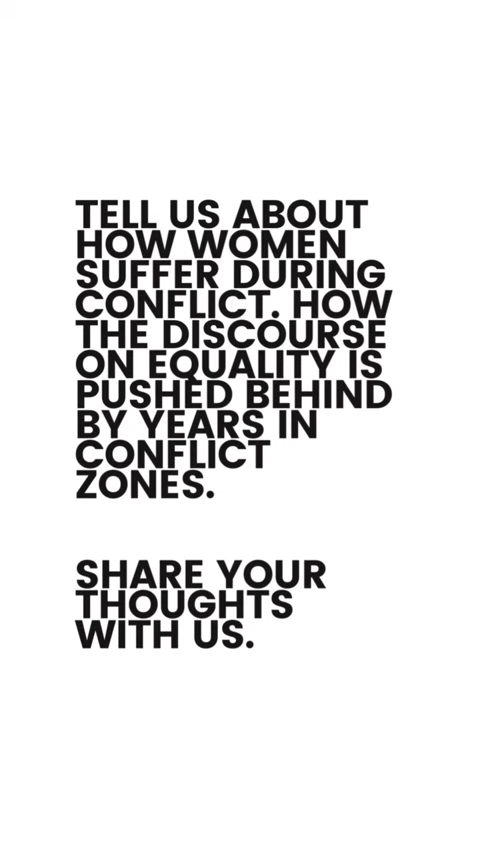 TELL US ABOUT
HOW WOMEN
SUFFER DURING
CONFLICT. HOW
THE DISCOURSE
ON EQUALITY IS
PUSHED BEHIND
BY YEARS IN
CONFLICT
ZONES.
SHARE YOUR
THOUGHTS
WITH US.